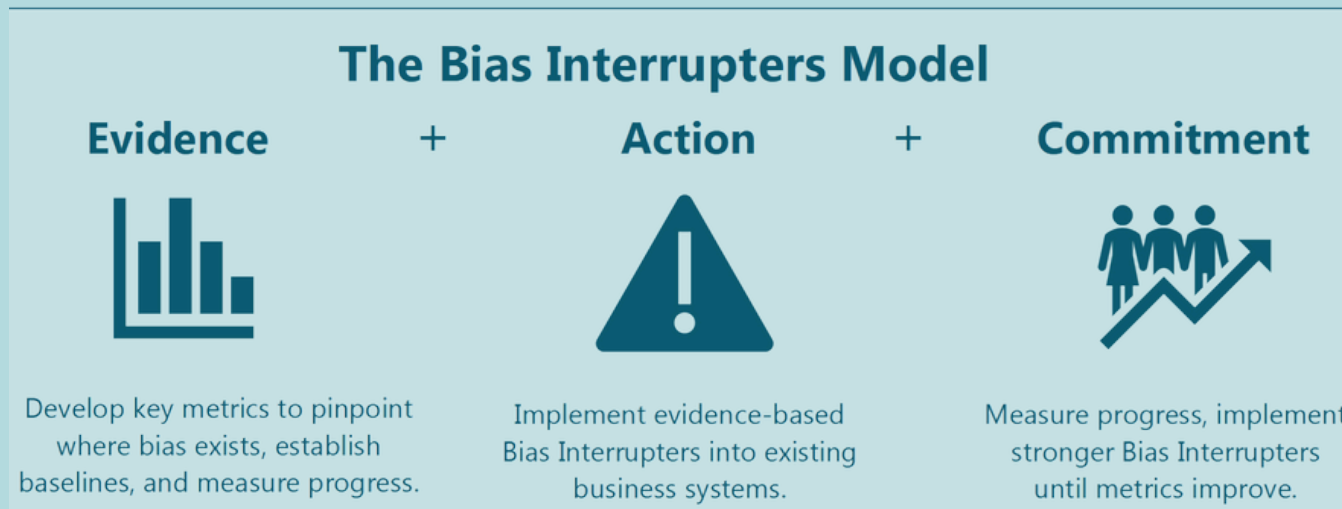 The Bias Interrupters Model
Evidence + Action + Commitment
Develop key metrics to pinpoint
where bias exists, establish
baselines, and measure progress.
Implement evidence-based
Bias Interrupters into existing
business systems.
Measure progress, implement
stronger Bias Interrupters
until metrics improve.